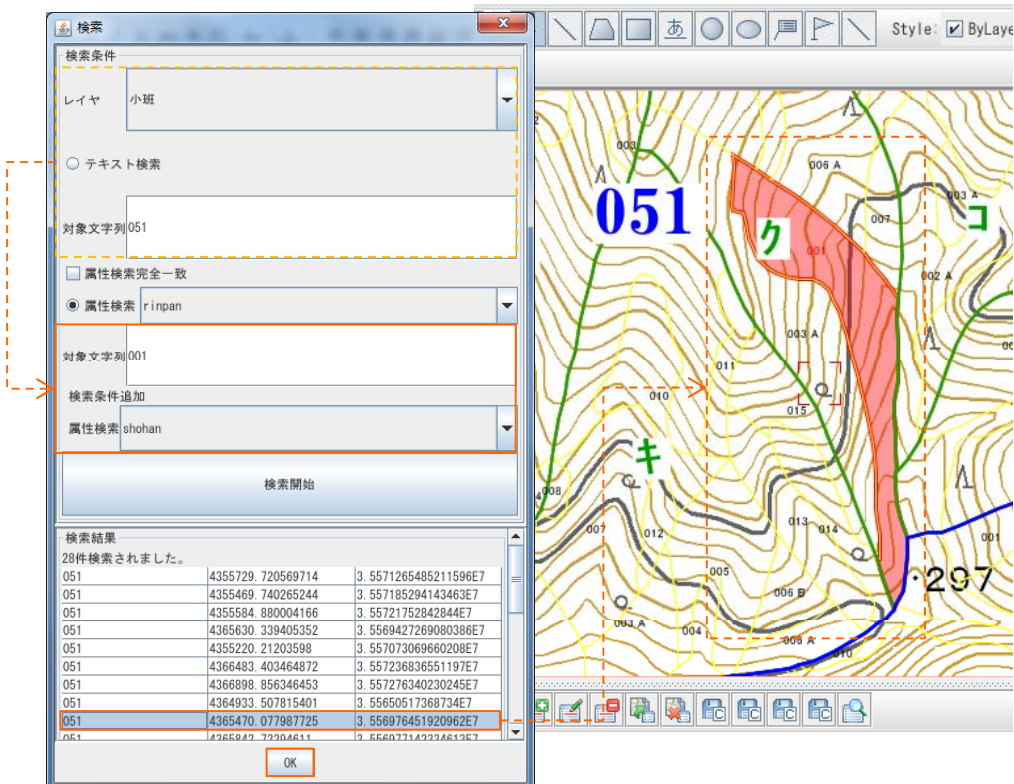 検索
検索条件
レイヤ 小班
テキスト検索
対象文字列 051
属性検索完全一致
属性検索 rinpan
対象文字列 001
検索条件追加
属性検索 shohan
検索開始
検索結果
28件検索されました。
051 4355729.720569714 3.5571265485211596E7
051 4355469.740265244 3.557185294143463E7
051 4355584.880004166 3.55721752842844E7
051 4365630.339405352 3.5569427269080386E7
051 4355220.21203598 3.557073069660208E7
051 4366483.403464872 3.557236836551197E7
051 4366898.856346453 3.557276340230245E7
051 4364933.507815401 3.55650517368734E7
051 4365470.077987725 3.556976451920962E7
051 4365842.72294611
OK
あ Style: ByLaye
003
006 A
003 A
051
ク
001
007
コ
002 A
003 A
011
010
015
キ
008
007
012
013
014
001
005
006 B
297
003 A
004
006 A
010